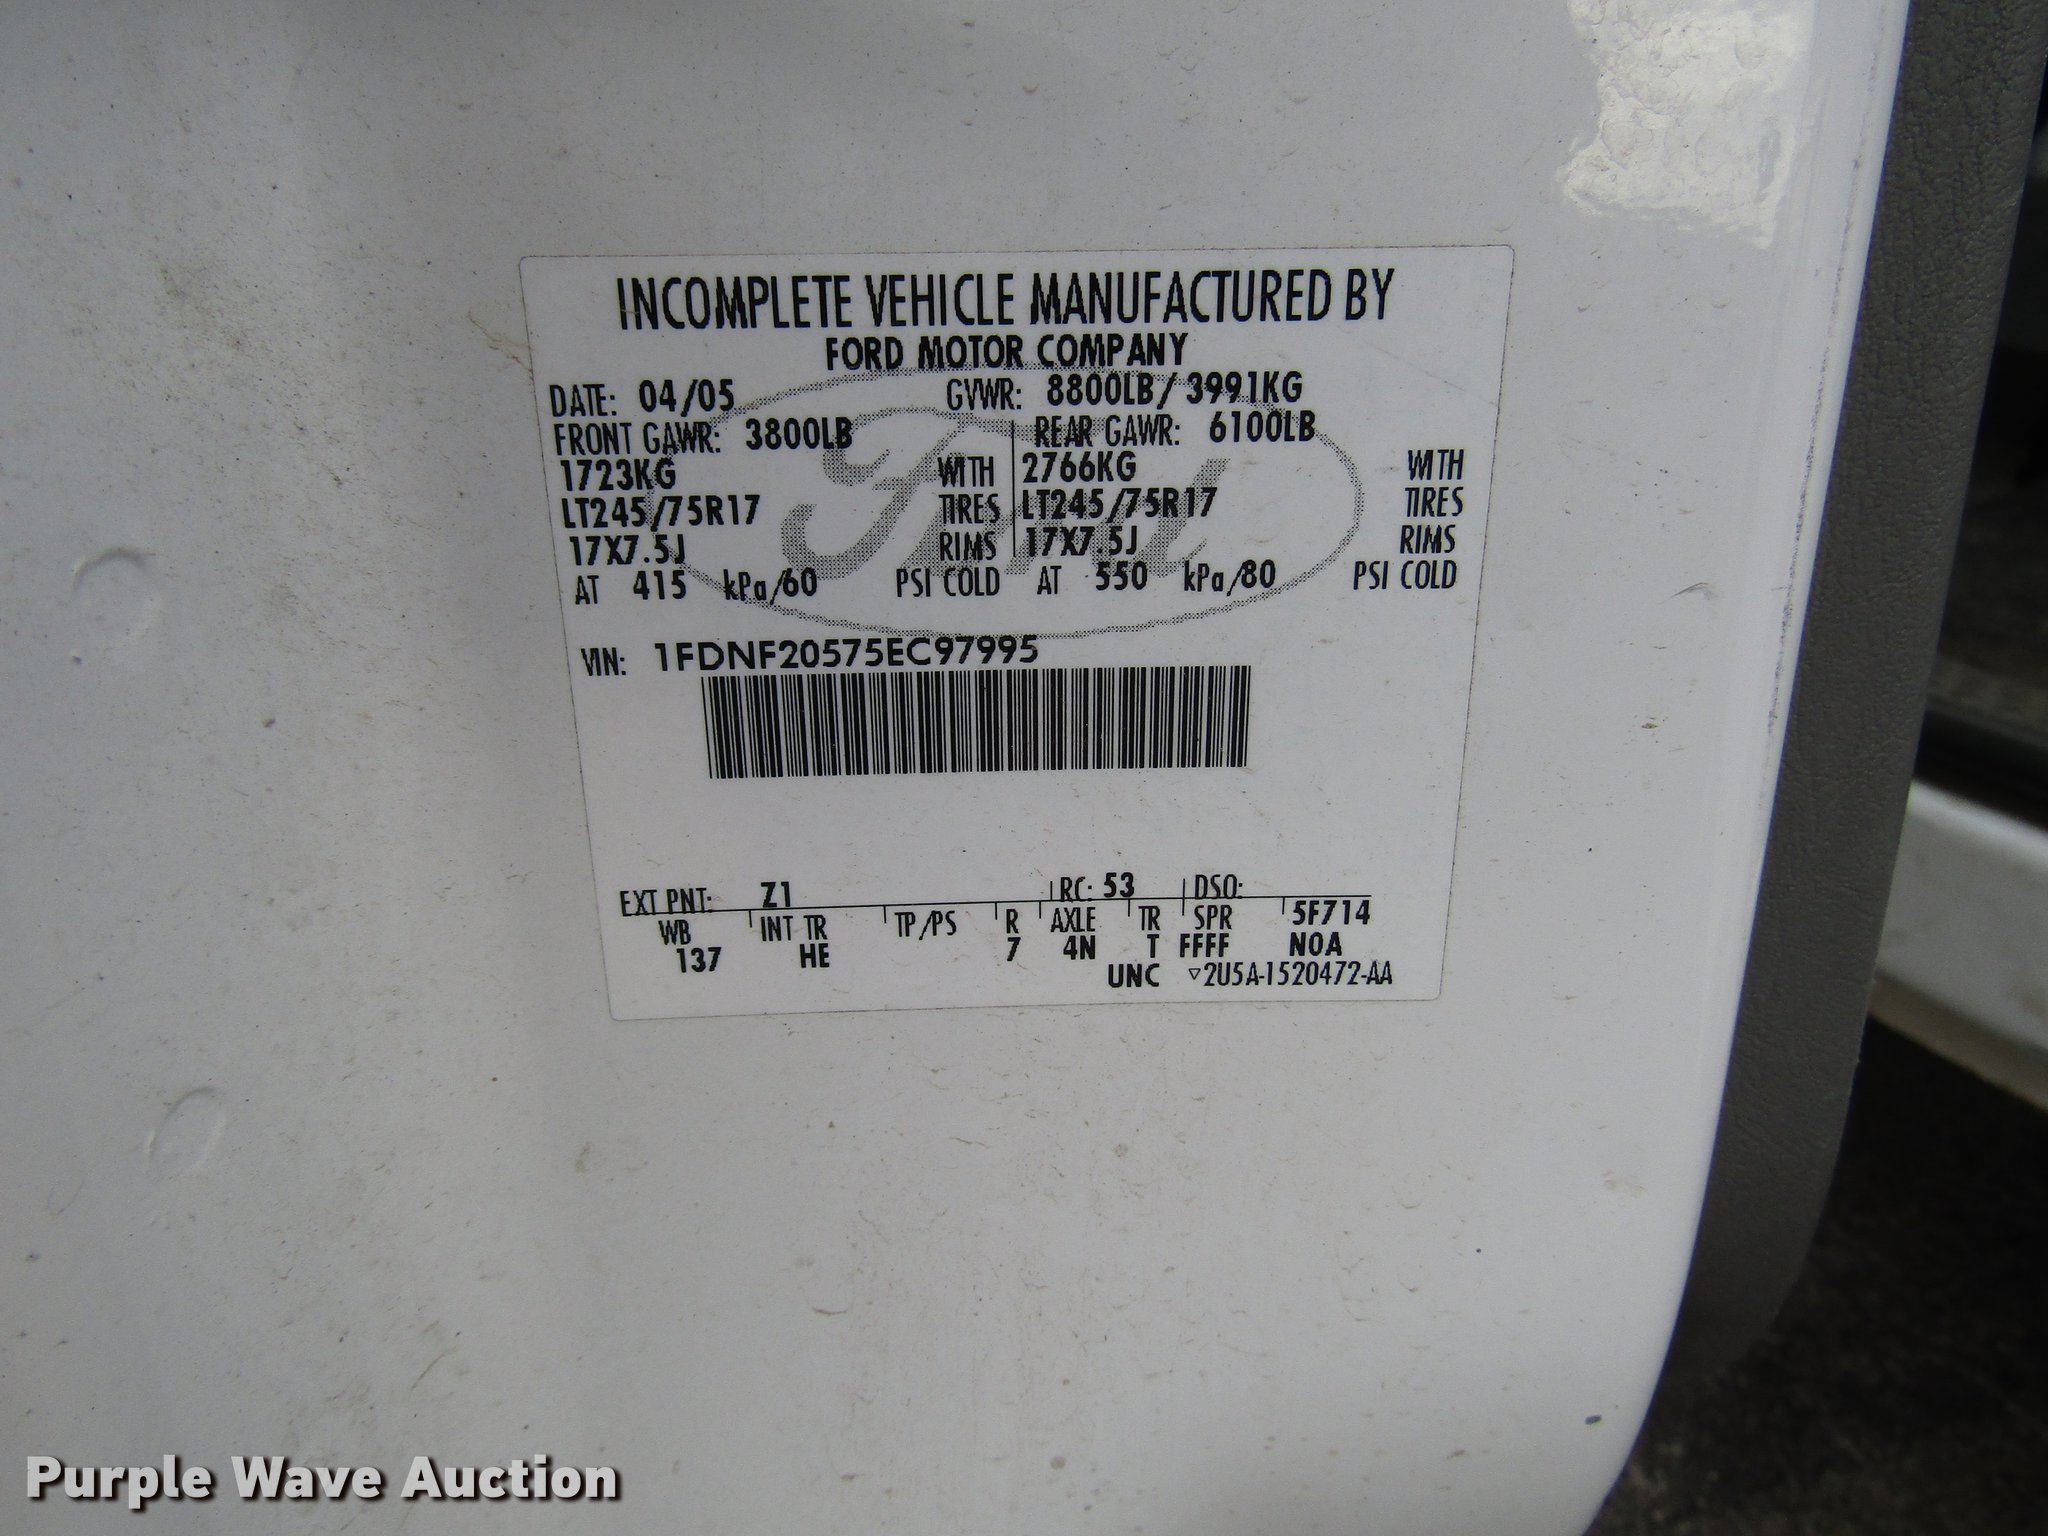 INCOMPLETE VEHICLE MANUFACTURED BY
FORD MOTOR COMPANY
DATE: 04/05 GVWR: 8800LB/ 3991KG
FRONT GAWR: 3800LB REAR GAWR: 6100LB
1723KG WITH 2766KG WITH
LT245/75R17 TIRES LT245/75R17 TIRES
17X7.5J RIMS 17X7.5J RIMS
AT 415 kPa/60 PSI COLD AT 550 kPa/80 PSI COLD
Ford
VIN: 1FDNF20575EC97995
EXT PNT: Z1 RC: 53 DSO:
WB INT TR TP/PS R AXLE TR SPR 5F714
137 HE 7 4N T FFFF N0A
UNC ▽2U5A-1520472-AA
Purple Wave Auction